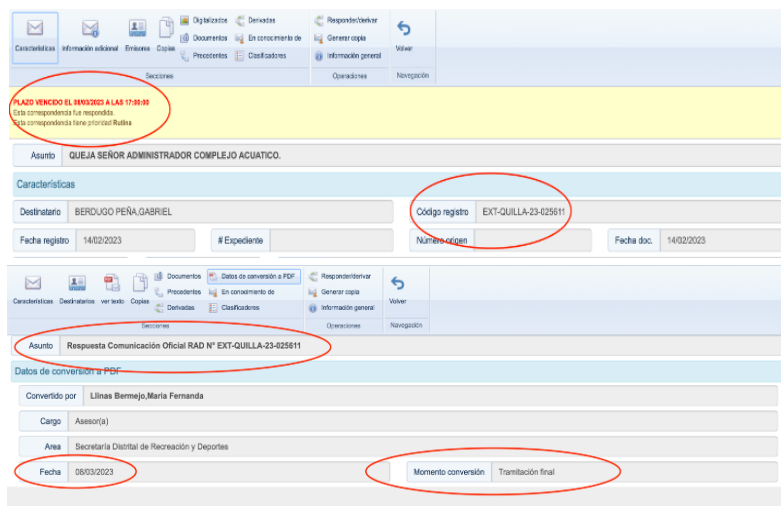 Digitalizados Derivadas Responder/derivar
Documentos En conocimiento de Generar copia
Características Información adicional Emisores Copias Precedentes Clasificadores Información general Volver
Secciones Operaciones Navegación
PLAZO VENCIDO EL 08/03/2023 A LAS 17:00:00
Esta correspondencia fue respondida.
Esta correspondencia tiene prioridad Rutina
Asunto QUEJA SEÑOR ADMINISTRADOR COMPLEJO ACUATICO.
Características
Destinatario BERDUGO PEÑA,GABRIEL Código registro EXT-QUILLA-23-025611
Fecha registro 14/02/2023 # Expediente Número origen Fecha doc. 14/02/2023
Documentos Datos de conversión a PDF Responder/derivar
Precedentes En conocimiento de Generar copia
Características Destinatarios ver texto Copias Derivadas Clasificadores Información general Volver
Secciones Operaciones Navegación
Asunto Respuesta Comunicación Oficial RAD N° EXT-QUILLA-23-025611
Datos de conversión a PDF
Convertido por Llinas Bermejo,Maria Fernanda
Cargo Asesor(a)
Area Secretaría Distrital de Recreación y Deportes
Fecha 08/03/2023 Momento conversión Tramitación final